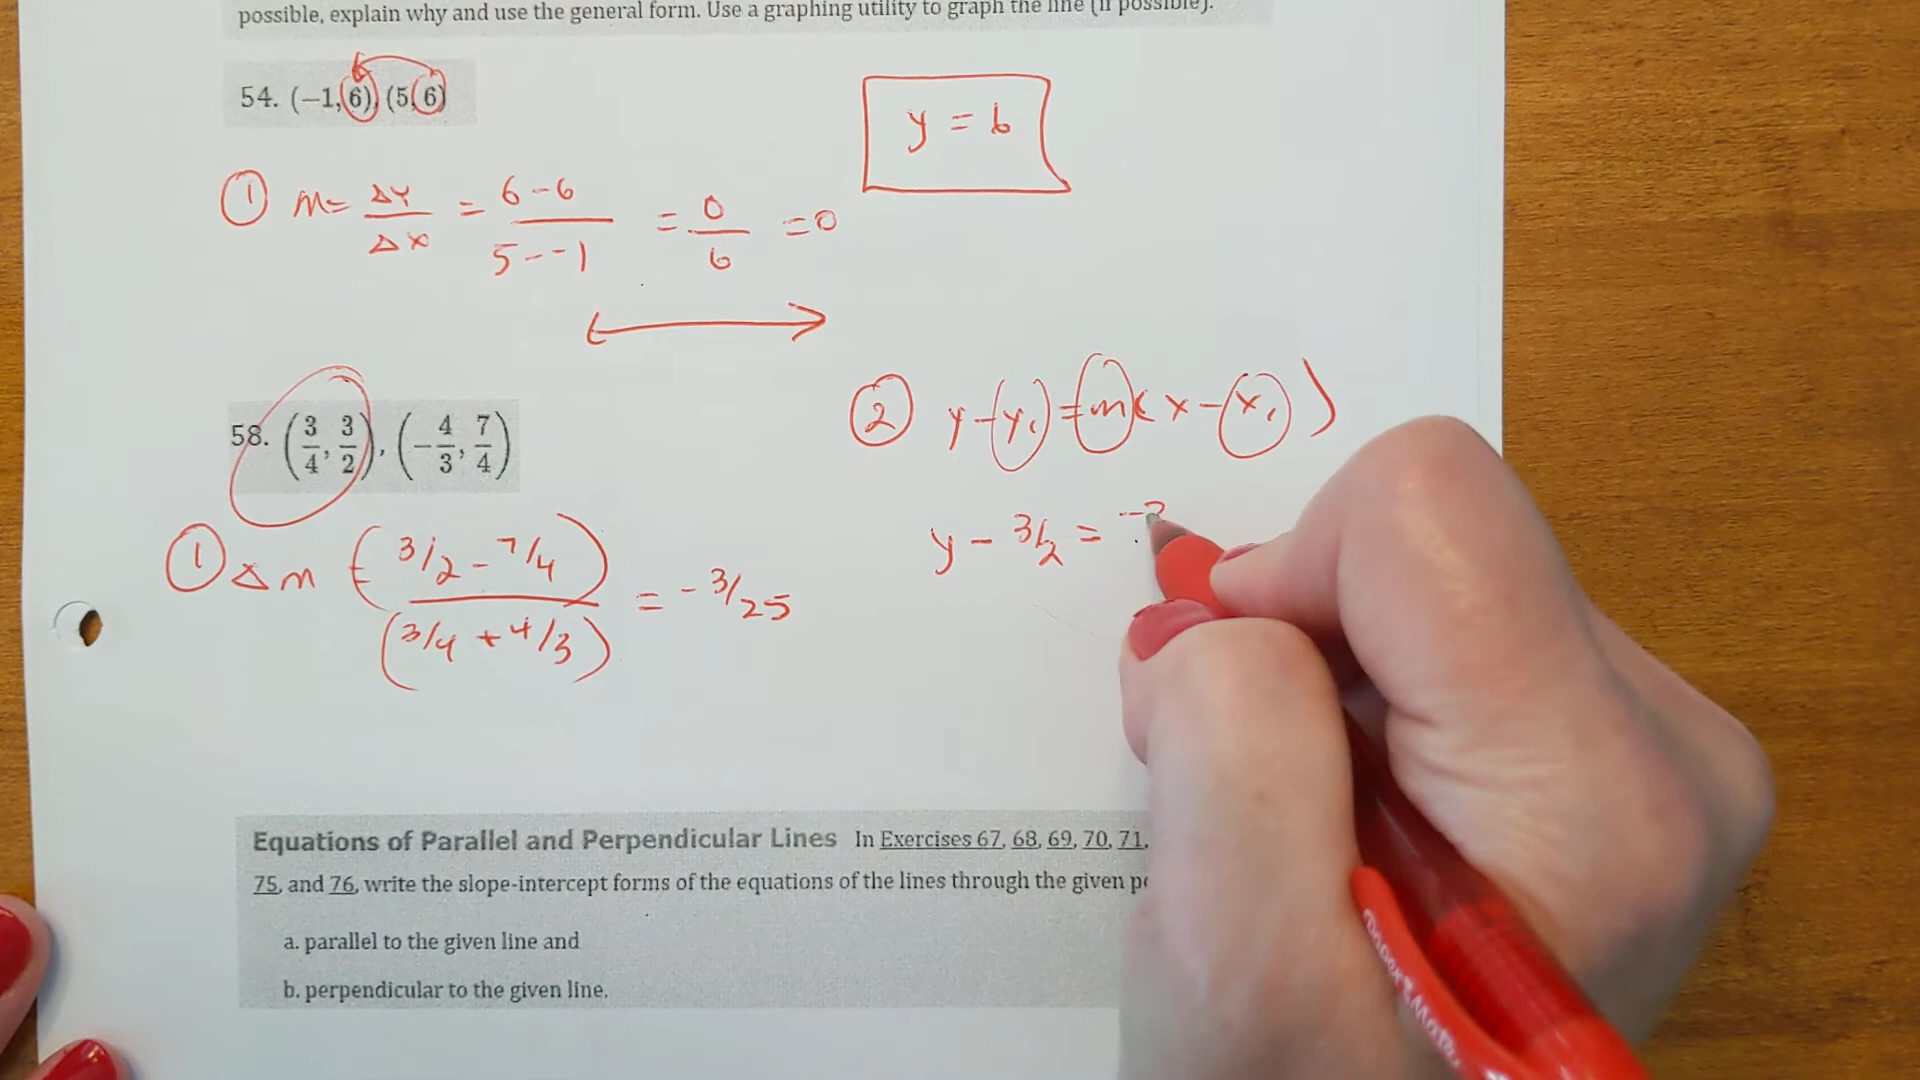 possible, explain why and use the general form. Use a graphing utility to graph the line (if possible).
54. (−1, 6), (5, 6)
y = 6
① m = Δy/Δx = (6 - 6)/(5 - -1) = 0/6 = 0
58. (3/4, 3/2), (−4/3, 7/4)
② y - y₁ = m(x - x₁)
① Δm = (3/2 - 7/4)/(3/4 + 4/3) = -3/25
y - 3/2 = -3
Equations of Parallel and Perpendicular Lines In Exercises 67, 68, 69, 70, 71,
75, and 76, write the slope-intercept forms of the equations of the lines through the given
a. parallel to the given line and
b. perpendicular to the given line.
PaperMate